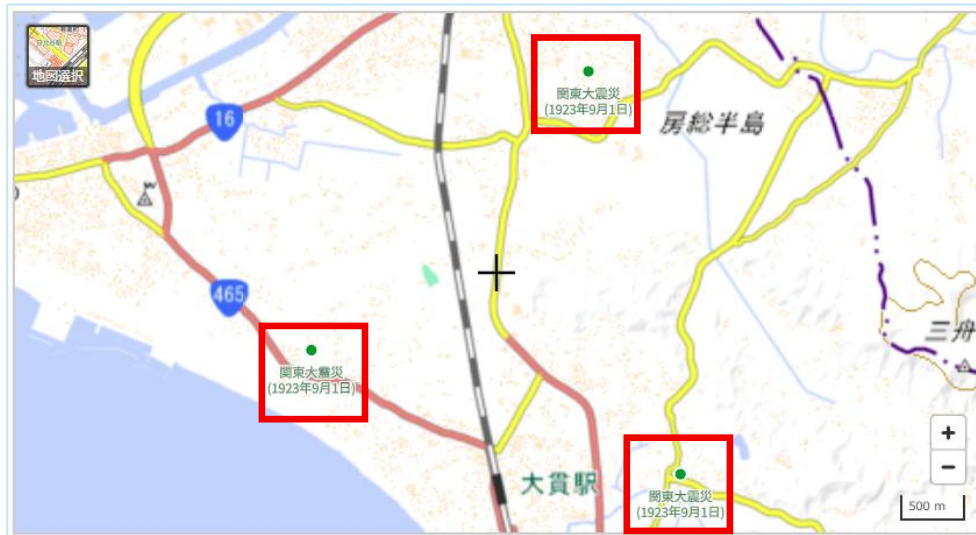 地図選択
16
関東大震災
(1923年9月1日)
房総半島
465
関東大震災
(1923年9月1日)
三舟
+
−
大貫駅
関東大震災
(1923年9月1日)
500 m